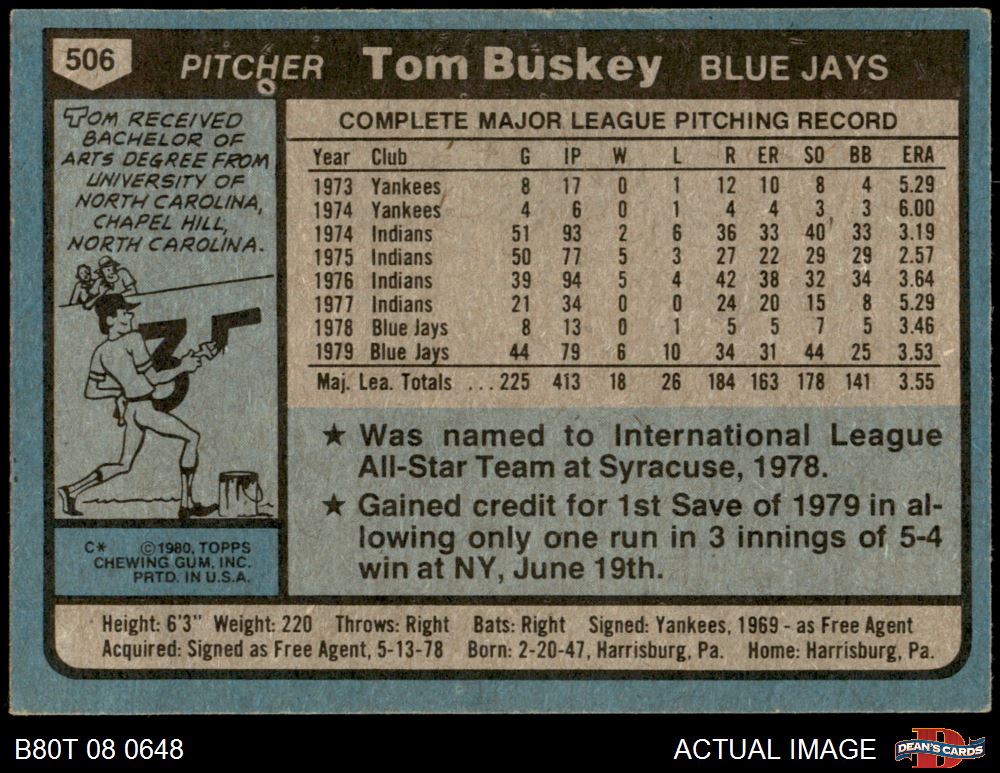 506 PITCHER Tom Buskey BLUE JAYS
TOM RECEIVED
BACHELOR OF
ARTS DEGREE FROM
UNIVERSITY OF
NORTH CAROLINA,
CHAPEL HILL,
NORTH CAROLINA.
37
C* ©1980, TOPPS
CHEWING GUM, INC.
PRTD. IN U.S.A.
COMPLETE MAJOR LEAGUE PITCHING RECORD
Year Club G IP W L R ER SO BB ERA
1973 Yankees 8 17 0 1 12 10 8 4 5.29
1974 Yankees 4 6 0 1 4 4 3 3 6.00
1974 Indians 51 93 2 6 36 33 40 33 3.19
1975 Indians 50 77 5 3 27 22 29 29 2.57
1976 Indians 39 94 5 4 42 38 32 34 3.64
1977 Indians 21 34 0 0 24 20 15 8 5.29
1978 Blue Jays 8 13 0 1 5 5 7 5 3.46
1979 Blue Jays 44 79 6 10 34 31 44 25 3.53
Maj. Lea. Totals ...225 413 18 26 184 163 178 141 3.55
★ Was named to International League
All-Star Team at Syracuse, 1978.
★ Gained credit for 1st Save of 1979 in al-
lowing only one run in 3 innings of 5-4
win at NY, June 19th.
Height: 6'3" Weight: 220 Throws: Right Bats: Right Signed: Yankees, 1969 - as Free Agent
Acquired: Signed as Free Agent, 5-13-78 Born: 2-20-47, Harrisburg, Pa. Home: Harrisburg, Pa.
B80T 08 0648 ACTUAL IMAGE D DEAN'S CARDS